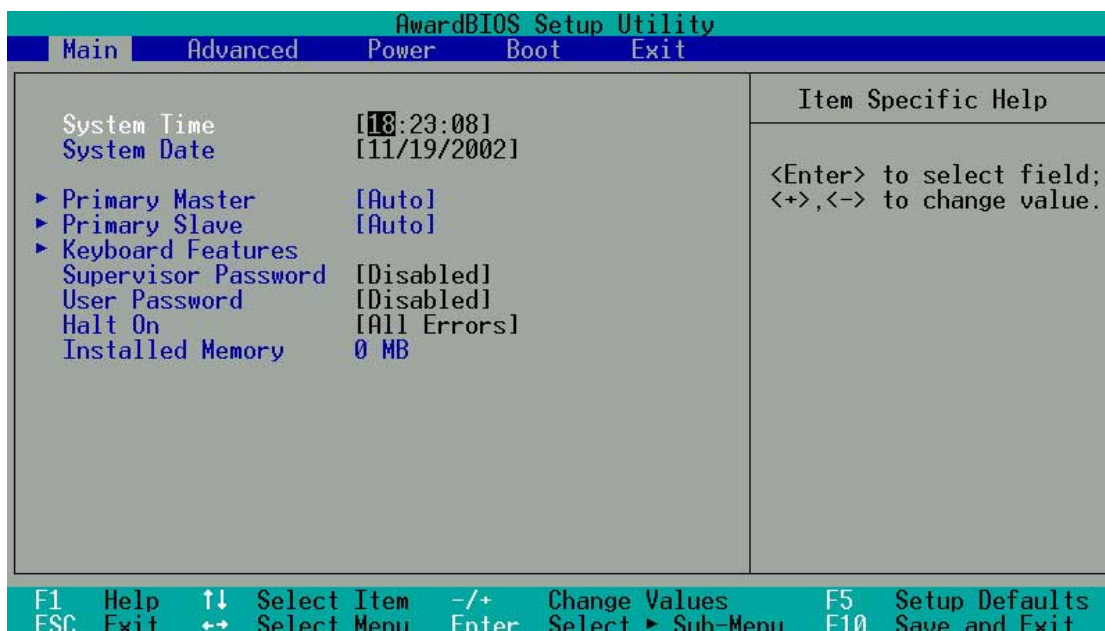 AwardBIOS Setup Utility
Main Advanced Power Boot Exit
System Time [18:23:08]
System Date [11/19/2002]
► Primary Master [Auto]
► Primary Slave [Auto]
► Keyboard Features
Supervisor Password [Disabled]
User Password [Disabled]
Halt On [All Errors]
Installed Memory 0 MB
Item Specific Help
<Enter> to select field;
<+>,<-> to change value.
F1 Help ↑↓ Select Item -/+ Change Values F5 Setup Defaults
ESC Exit ←→ Select Menu Enter Select ► Sub-Menu F10 Save and Exit